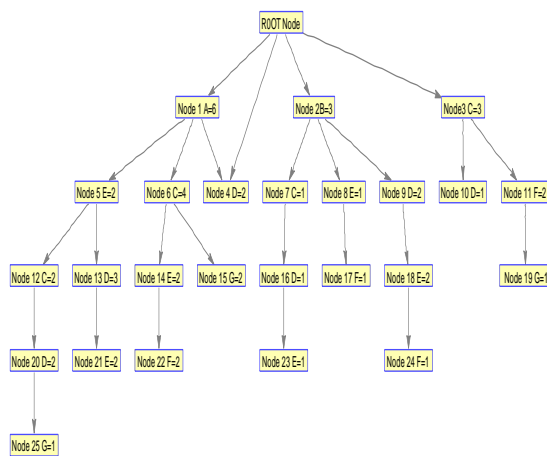 R0OT Node
Node 1 A=6
Node 2B=3
Node3 C=3
Node 5 E=2
Node 6 C=4
Node 4 D=2
Node 7 C=1
Node 8 E=1
Node 9 D=2
Node 10 D=1
Node 11 F=2
Node 12 C=2
Node 13 D=3
Node 14 E=2
Node 15 G=2
Node 16 D=1
Node 17 F=1
Node 18 E=2
Node 19 G=1
Node 20 D=2
Node 21 E=2
Node 22 F=2
Node 23 E=1
Node 24 F=1
Node 25 G=1